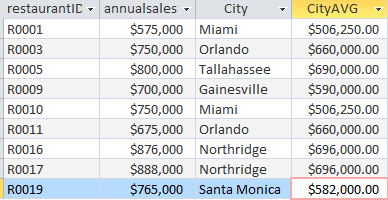 restaurantID annualsales City CityAVG
R0001 $575,000 Miami $506,250.00
R0003 $750,000 Orlando $660,000.00
R0005 $800,000 Tallahassee $690,000.00
R0009 $700,000 Gainesville $590,000.00
R0010 $750,000 Miami $506,250.00
R0011 $675,000 Orlando $660,000.00
R0016 $876,000 Northridge $696,000.00
R0017 $888,000 Northridge $696,000.00
R0019 $765,000 Santa Monica $582,000.00